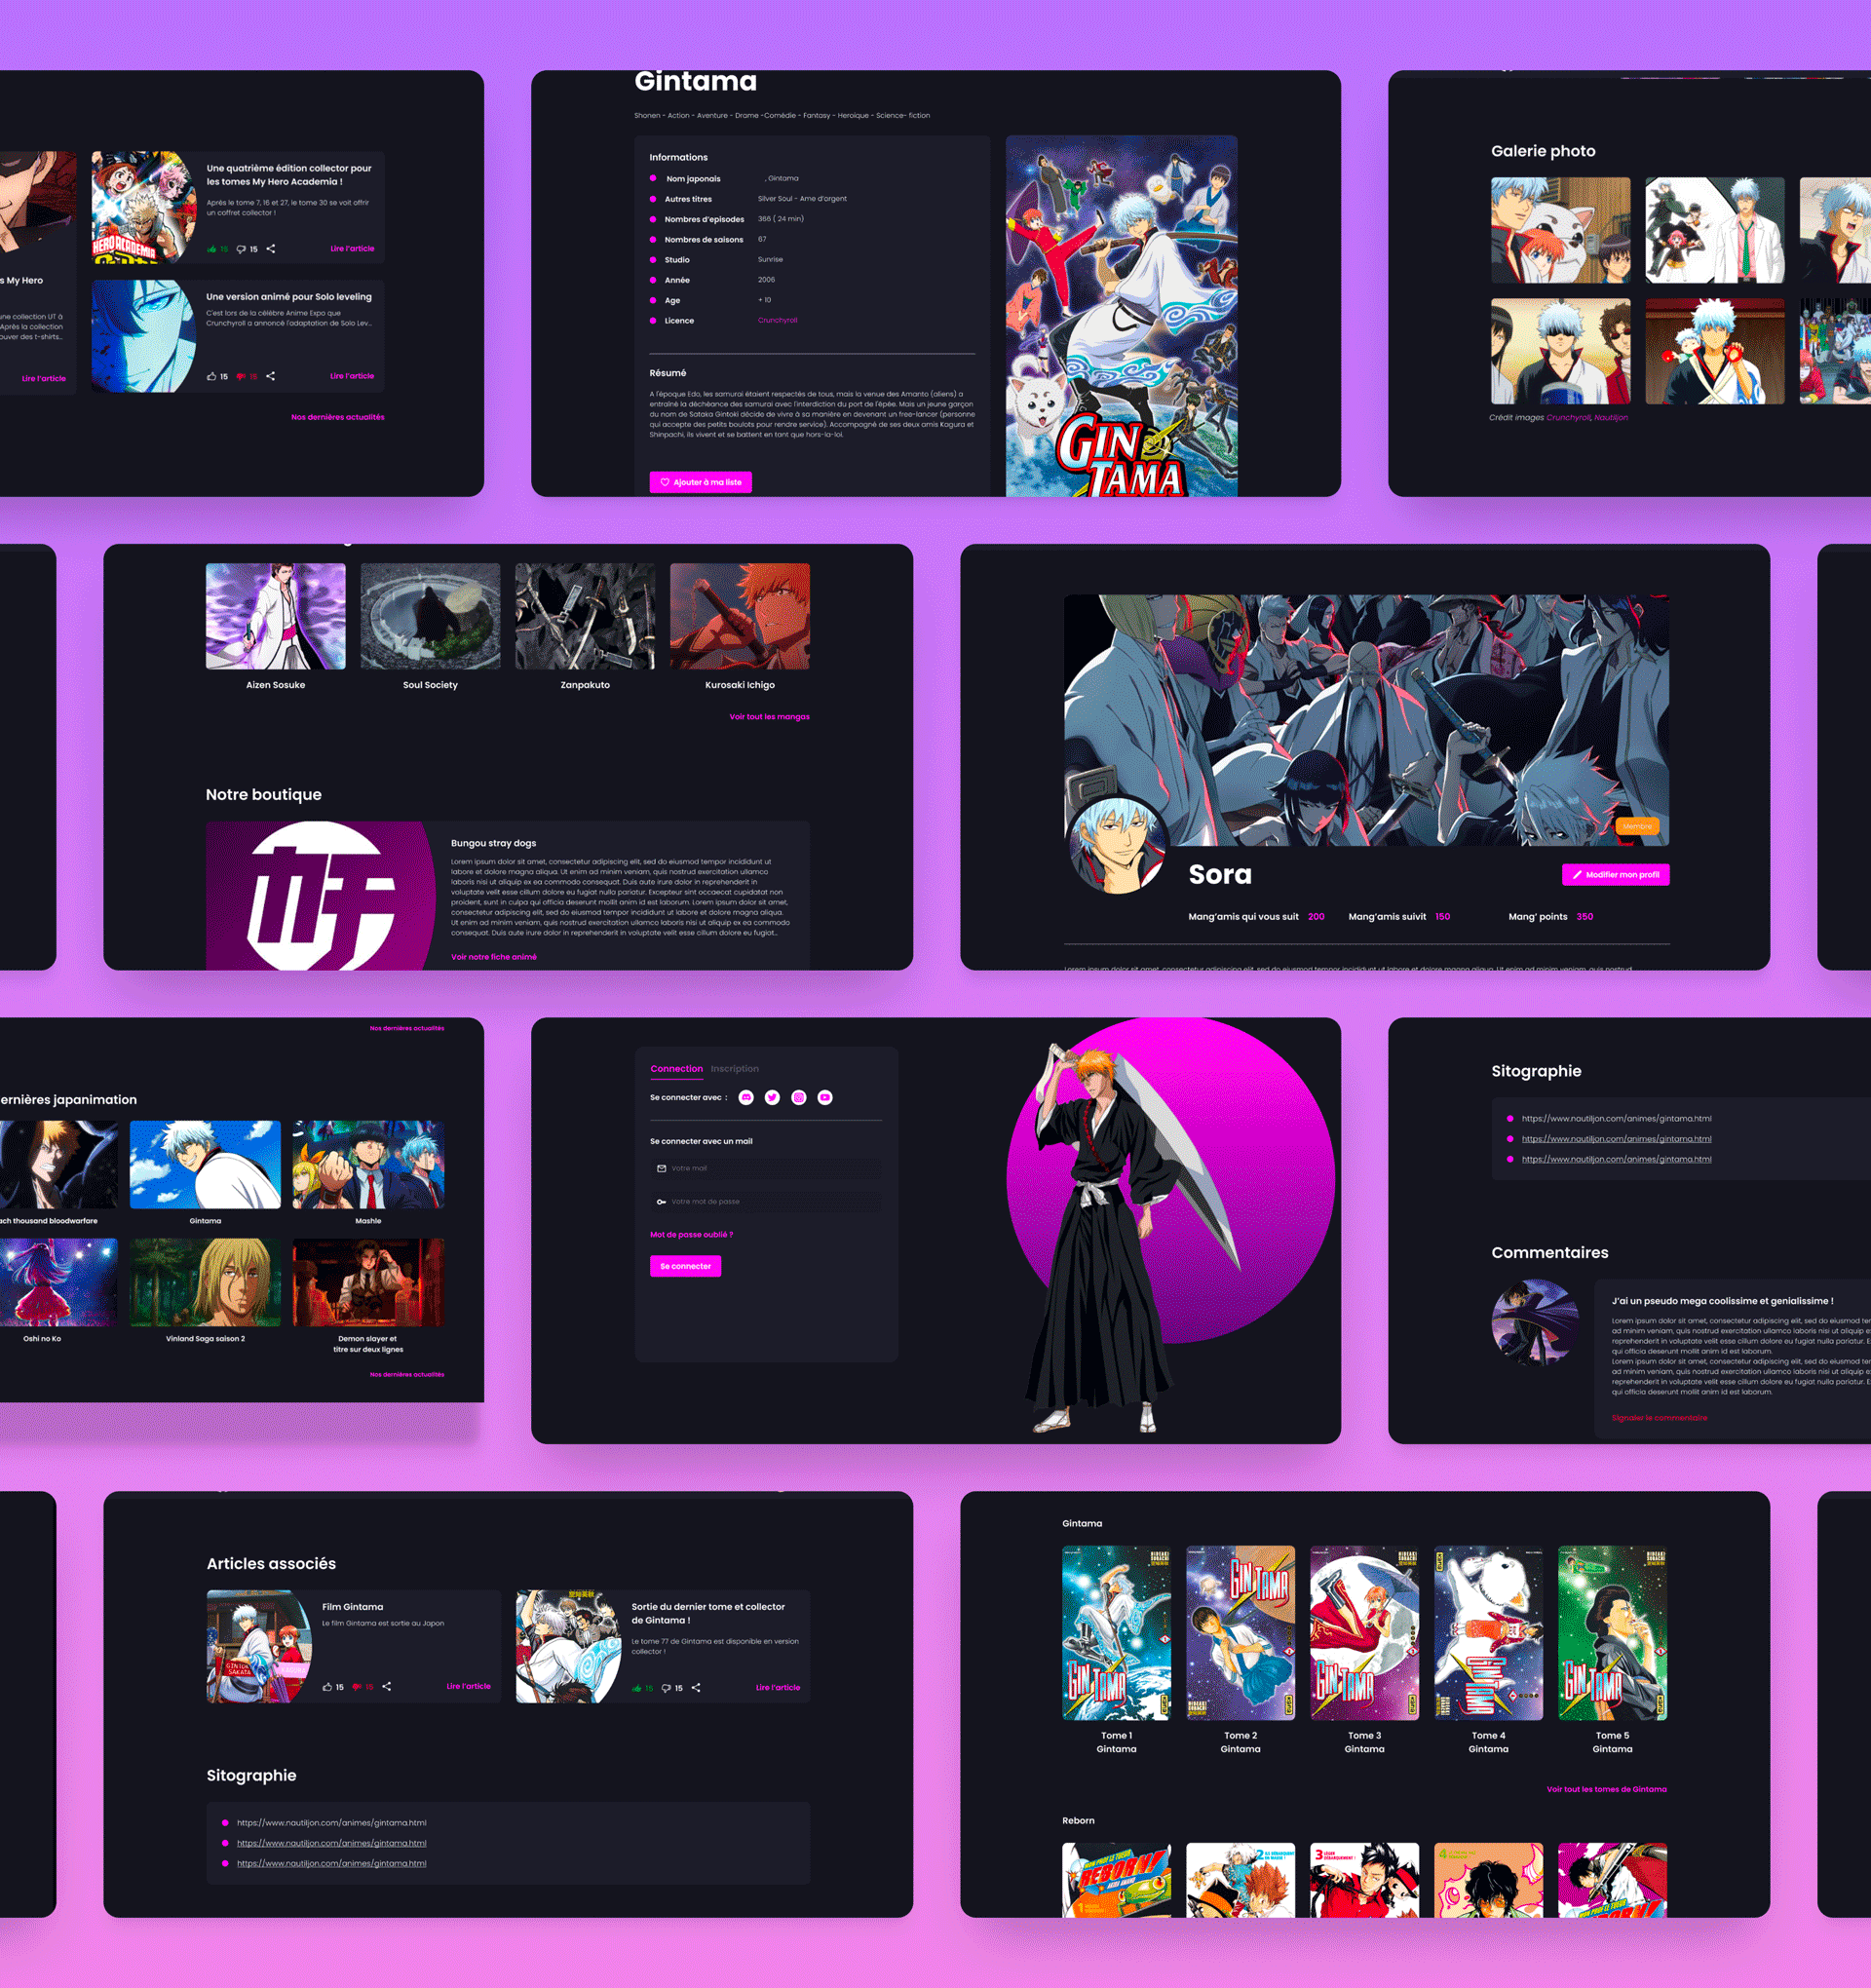 Une quatrième édition collector pour
les tomes My Hero Academia !
Après le tome 7, 16 et 27, le tome 30 se voit offrir
un coffret collector !
15
15
Lire l'article
s My Hero
une collection UT à
Après la collection
ouver des t-shirts...
Lire l'article
Une version animé pour Solo leveling
C'est lors de la célèbre Anime Expo que
Crunchyroll a annoncé l'adaptation de Solo Lev...
15
15
Lire l'article
Nos dernières actualités
Gintama
Shonen - Action - Aventure - Drame -Comédie - Fantasy - Heroïque - Science- fiction
Informations
Nom japonais , Gintama
Autres titres Silver Soul - Ame d'argent
Nombres d'episodes 366 ( 24 min)
Nombres de saisons 67
Studio Sunrise
Année 2006
Age + 10
Licence Crunchyroll
Résumé
A l'époque Edo, les samuraï étaient respectés de tous, mais la venue des Amanto (aliens) a
entraîné la déchéance des samuraï avec l'interdiction du port de l'épée. Mais un jeune garçon
du nom de Sataka Gintoki décide de vivre à sa manière en devenant un free-lancer (personne
qui accepte des petits boulots pour rendre service). Accompagné de ses deux amis Kagura et
Shinpachi, ils vivent et se battent en tant que hors-la-loi.
Ajouter à ma liste
GIN
TAMA
Galerie photo
Crédit images Crunchyroll, Nautiljon
Aizen Sosuke
Soul Society
Zanpakuto
Kurosaki Ichigo
Voir tout les mangas
Notre boutique
Bungou stray dogs
Lorem ipsum dolor sit amet, consectetur adipiscing elit, sed do eiusmod tempor incididunt ut
labore et dolore magna aliqua. Ut enim ad minim veniam, quis nostrud exercitation ullamco
laboris nisi ut aliquip ex ea commodo consequat. Duis aute irure dolor in reprehenderit in
voluptate velit esse cillum dolore eu fugiat nulla pariatur. Excepteur sint occaecat cupidatat non
proident, sunt in culpa qui officia deserunt mollit anim id est laborum. Lorem ipsum dolor sit amet,
consectetur adipiscing elit, sed do eiusmod tempor incididunt ut labore et dolore magna aliqua.
Ut enim ad minim veniam, quis nostrud exercitation ullamco laboris nisi ut aliquip ex ea commodo
consequat. Duis aute irure dolor in reprehenderit in voluptate velit esse cillum dolore eu fugiat...
Voir notre fiche animé
Membre
Sora
Modifier mon profil
Mang'amis qui vous suit 200
Mang'amis suivit 150
Mang' points 350
Lorem ipsum dolor sit amet, consectetur adipiscing elit, sed do eiusmod tempor incididunt ut labore et dolore magna aliqua. Ut enim ad minim veniam, quis nostrud
Nos dernières actualités
ernières japanimation
ach thousand bloodwarfare
Gintama
Mashle
Oshi no Ko
Vinland Saga saison 2
Demon slayer et
titre sur deux lignes
Nos dernières actualités
Connection Inscription
Se connecter avec :
Se connecter avec un mail
Votre mail
Votre mot de passe
Mot de passe oublié ?
Se connecter
Sitographie
https://www.nautiljon.com/animes/gintama.html
https://www.nautiljon.com/animes/gintama.html
https://www.nautiljon.com/animes/gintama.html
Commentaires
J'ai un pseudo mega coolissime et genialissime !
Lorem ipsum dolor sit amet, consectetur adipiscing elit, sed do eiusmod ter
ad minim veniam, quis nostrud exercitation ullamco laboris nisi ut aliquip e
reprehenderit in voluptate velit esse cillum dolore eu fugiat nulla pariatur. E
qui officia deserunt mollit anim id est laborum.
Lorem ipsum dolor sit amet, consectetur adipiscing elit, sed do eiusmod ter
ad minim veniam, quis nostrud exercitation ullamco laboris nisi ut aliquip e
reprehenderit in voluptate velit esse cillum dolore eu fugiat nulla pariatur. E
qui officia deserunt mollit anim id est laborum.
Signaler le commentaire
Articles associés
Film Gintama
Le film Gintama est sortie au Japon
15
15
Lire l'article
Sortie du dernier tome et collector
de Gintama !
Le tome 77 de Gintama est disponible en version
collector !
15
15
Lire l'article
Sitographie
https://www.nautiljon.com/animes/gintama.html
https://www.nautiljon.com/animes/gintama.html
https://www.nautiljon.com/animes/gintama.html
Gintama
GINTAMA
GINTAMA
GINTAMA
GINTAMA
GINTAMA
Tome 1
Gintama
Tome 2
Gintama
Tome 3
Gintama
Tome 4
Gintama
Tome 5
Gintama
Voir tout les tomes de Gintama
Reborn
REBORN!